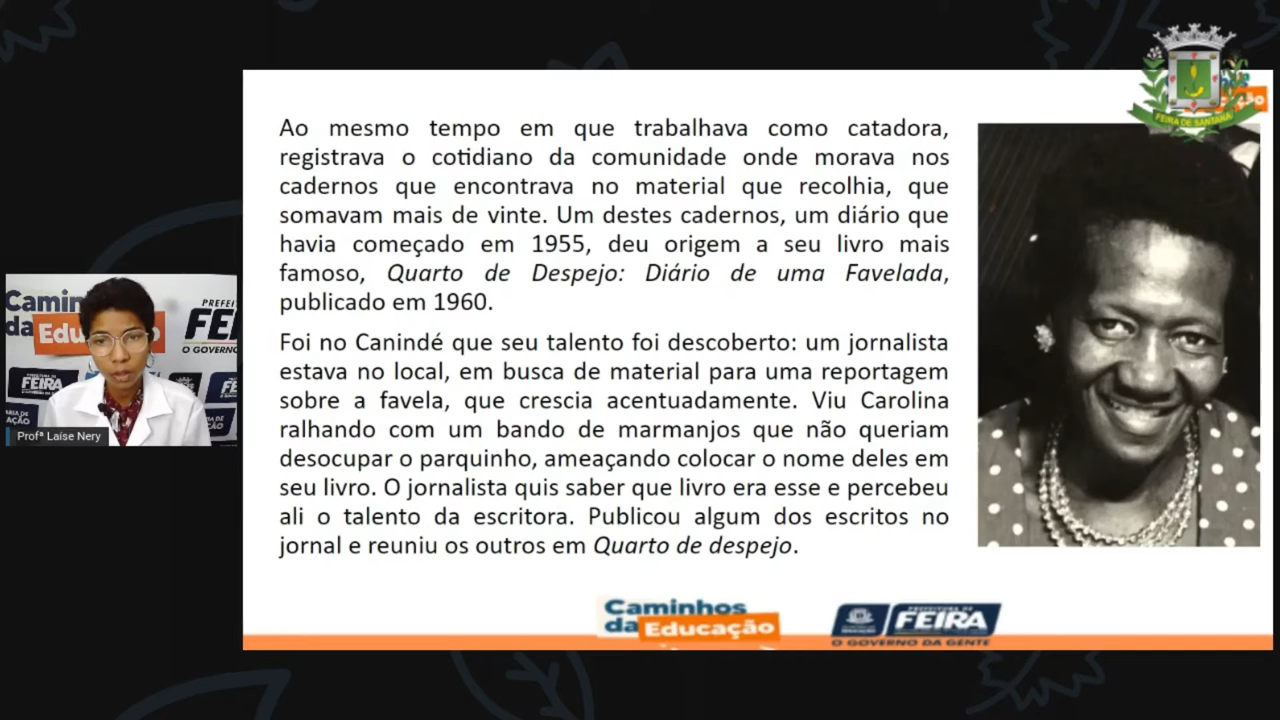 FEIRA DE SANTANA
Ao mesmo tempo em que trabalhava como catadora,
registrava o cotidiano da comunidade onde morava nos
cadernos que encontrava no material que recolhia, que
somavam mais de vinte. Um destes cadernos, um diário que
havia começado em 1955, deu origem a seu livro mais
famoso, Quarto de Despejo: Diário de uma Favelada,
publicado em 1960.
Foi no Canindé que seu talento foi descoberto: um jornalista
estava no local, em busca de material para uma reportagem
sobre a favela, que crescia acentuadamente. Viu Carolina
ralhando com um bando de marmanjos que não queriam
desocupar o parquinho, ameaçando colocar o nome deles em
seu livro. O jornalista quis saber que livro era esse e percebeu
ali o talento da escritora. Publicou algum dos escritos no
jornal e reuniu os outros em Quarto de despejo.
Profª Laíse Nery
Caminhos
da Educação
PREFEITURA DE
FEIRA
O GOVERNO DA GENTE